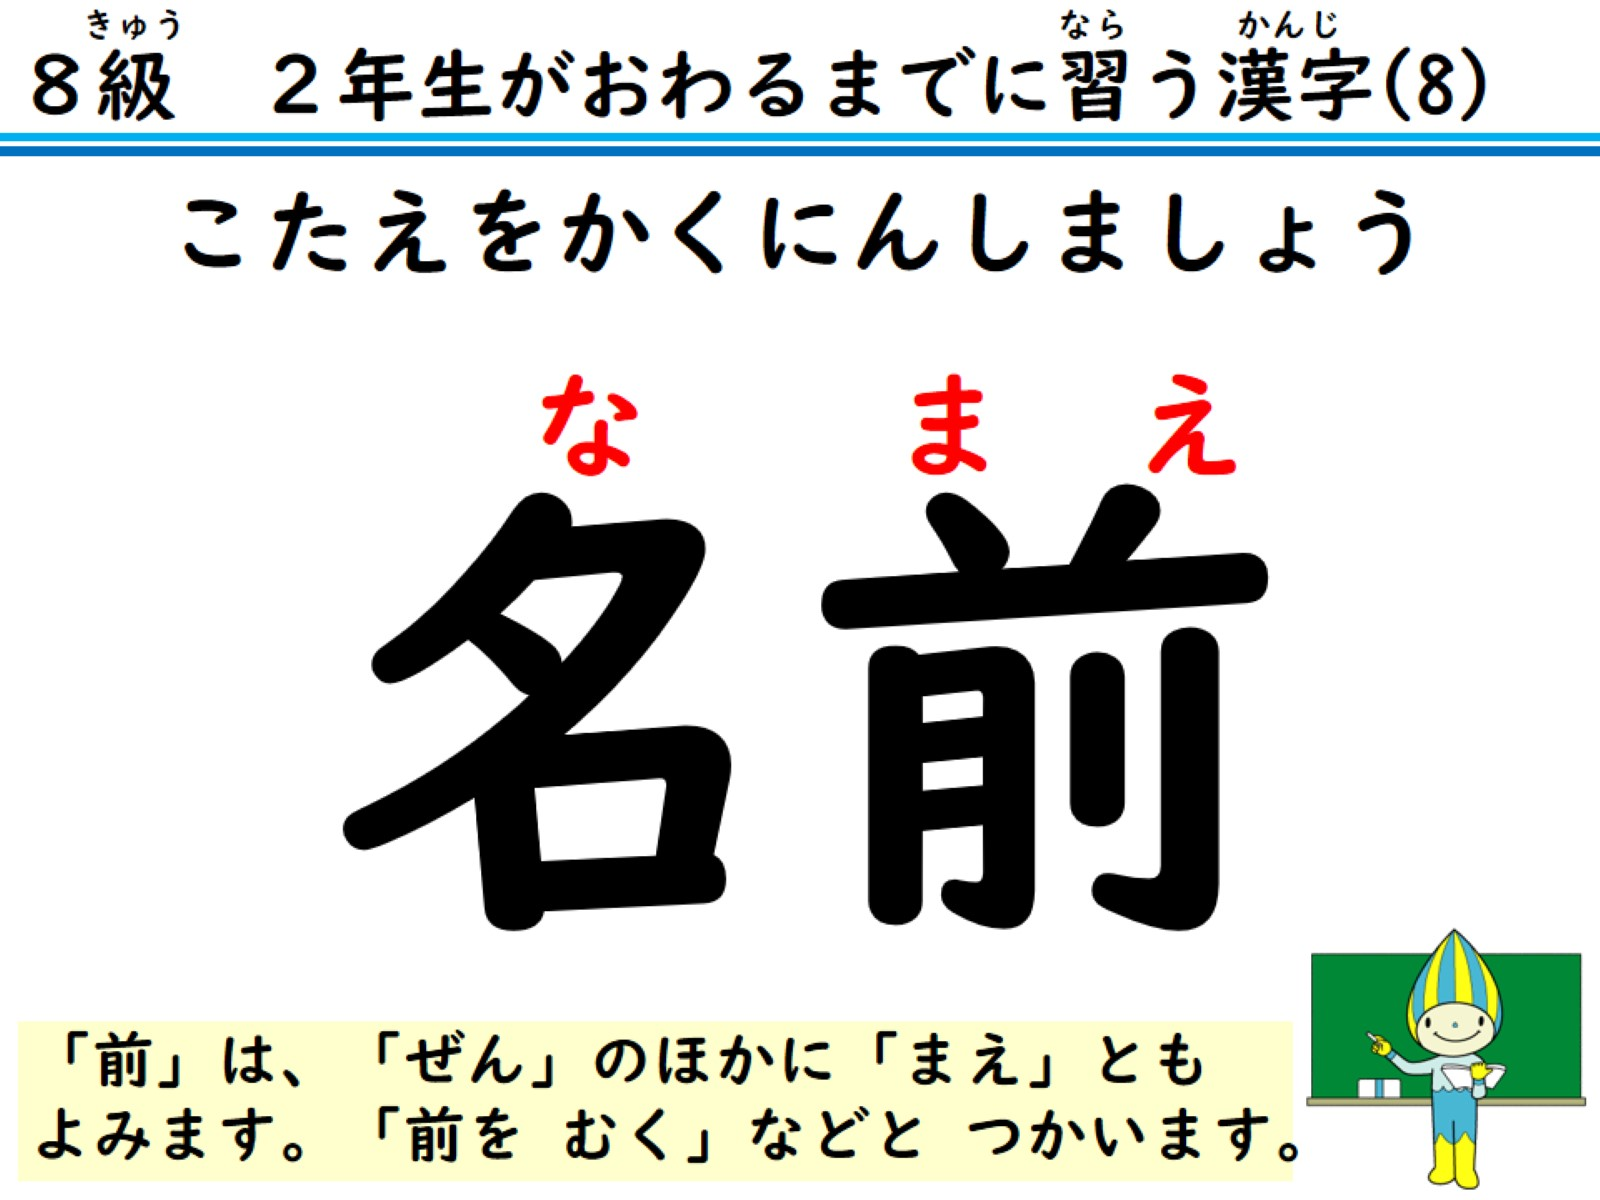 きゅう なら かんじ
8級 2年生がおわるまでに習う漢字(8)
こたえをかくにんしましょう
な まえ
名前
「前」は、「ぜん」のほかに「まえ」とも
よみます。「前を むく」などと つかいます。